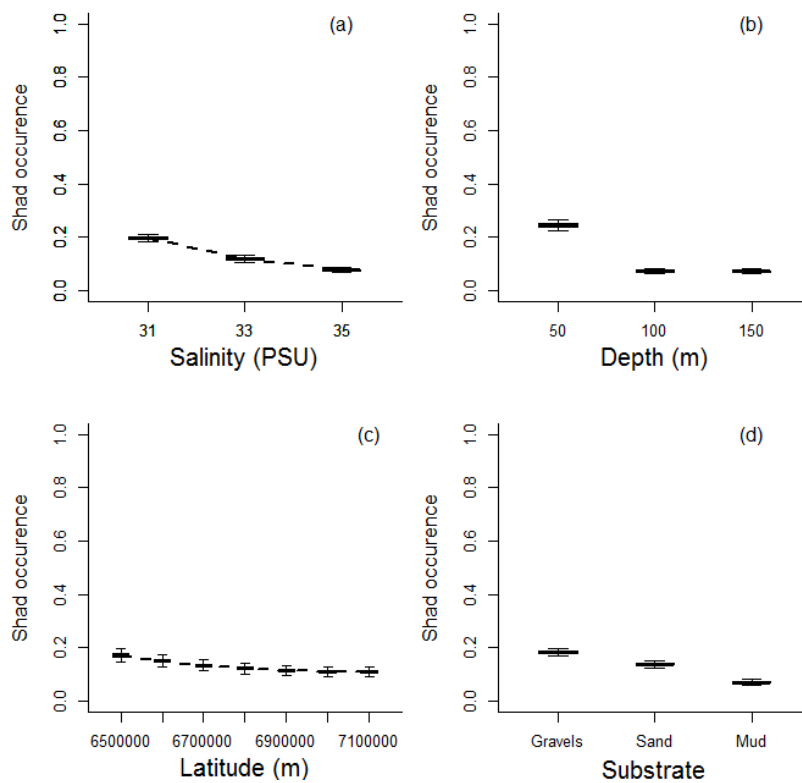 (a)
Shad occurence
1.0
0.8
0.6
0.4
0.2
0.0
31 33 35
Salinity (PSU)
(b)
Shad occurence
1.0
0.8
0.6
0.4
0.2
0.0
50 100 150
Depth (m)
(c)
Shad occurence
1.0
0.8
0.6
0.4
0.2
0.0
6500000 6700000 6900000 7100000
Latitude (m)
(d)
Shad occurence
1.0
0.8
0.6
0.4
0.2
0.0
Gravels Sand Mud
Substrate